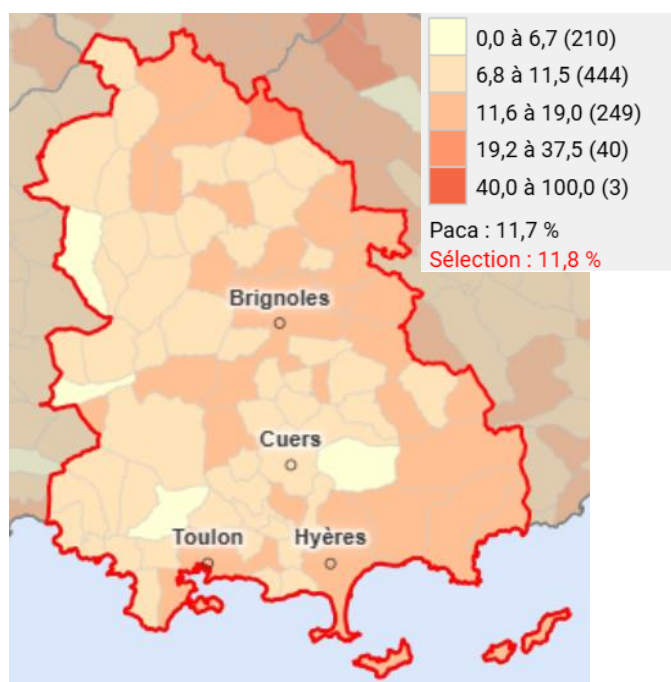 0,0 à 6,7 (210)
6,8 à 11,5 (444)
11,6 à 19,0 (249)
19,2 à 37,5 (40)
40,0 à 100,0 (3)
Paca : 11,7 %
Sélection : 11,8 %
Brignoles
Cuers
Toulon
Hyères